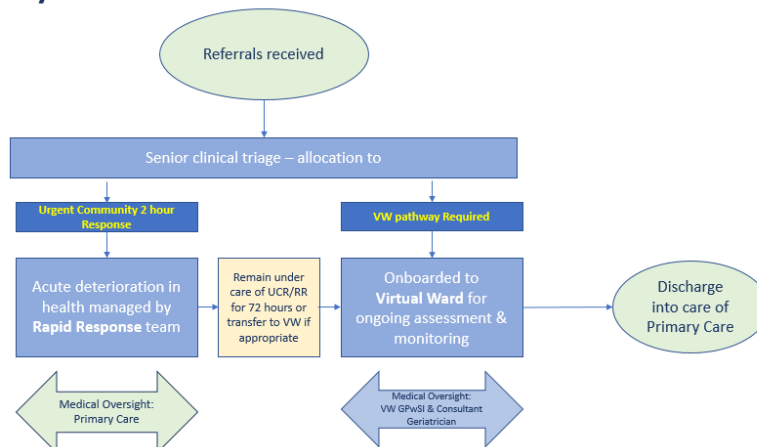 Referrals received
Senior clinical triage – allocation to
Urgent Community 2 hour
Response
VW pathway Required
Acute deterioration in
health managed by
Rapid Response team
Remain under
care of UCR/RR
for 72 hours or
transfer to VW if
appropriate
Onboarded to
Virtual Ward for
ongoing assessment &
monitoring
Discharge
into care of
Primary Care
Medical Oversight:
Primary Care
Medical Oversight:
VW GPwSI & Consultant
Geriatrician